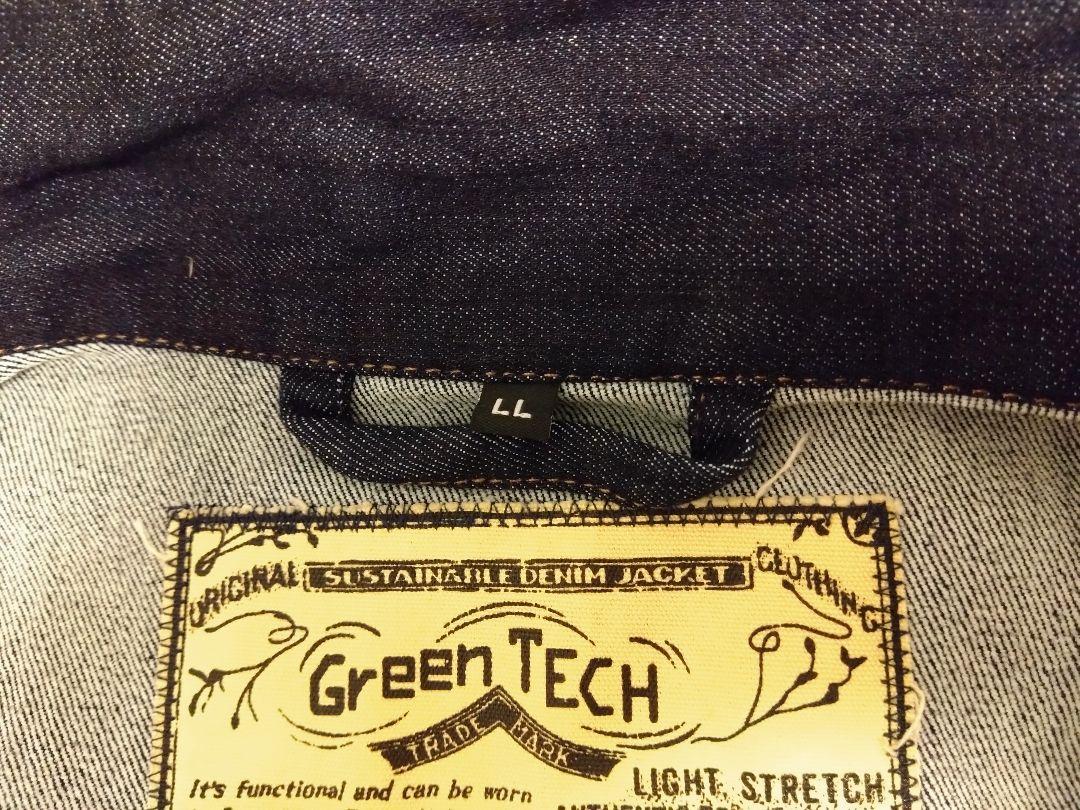 LL
ORIGINAL SUSTAINABLE DENIM JACKET CLOTHING
Green TECH
TRADE MARK
It's functional and can be worn
LIGHT STRETCH